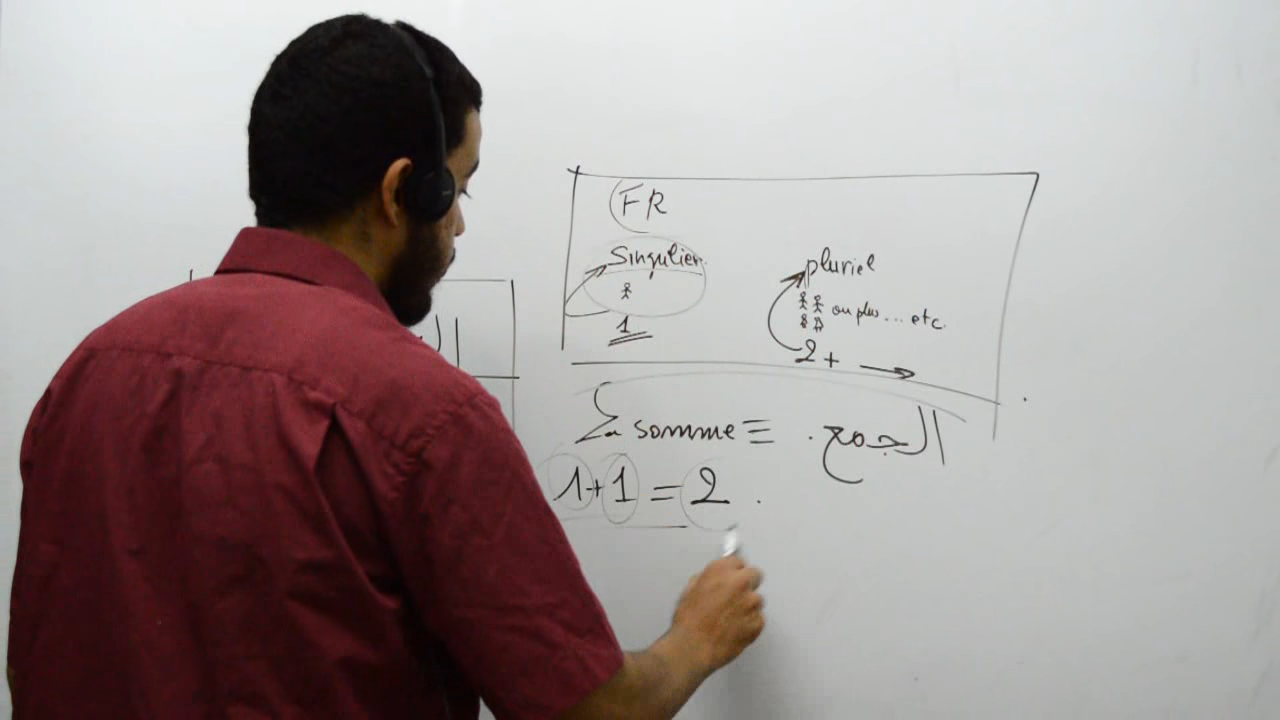 FR
Singulier pluriel
ou plus... etc.
1 2+ →
Σ somme ≡ الجمع.
1+1=2.